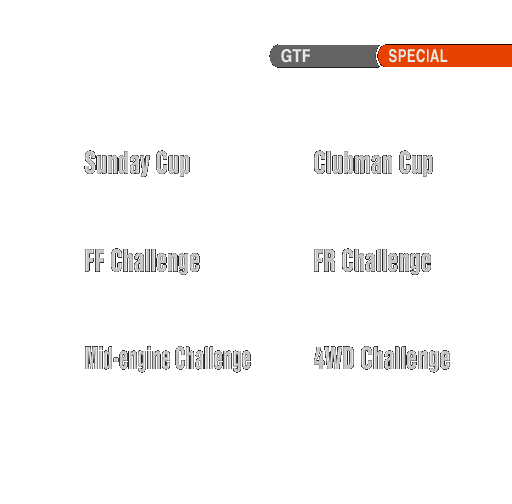 GTF SPECIAL
Sunday Cup Clubman Cup
FF Challenge FR Challenge
Mid-engine Challenge 4WD Challenge